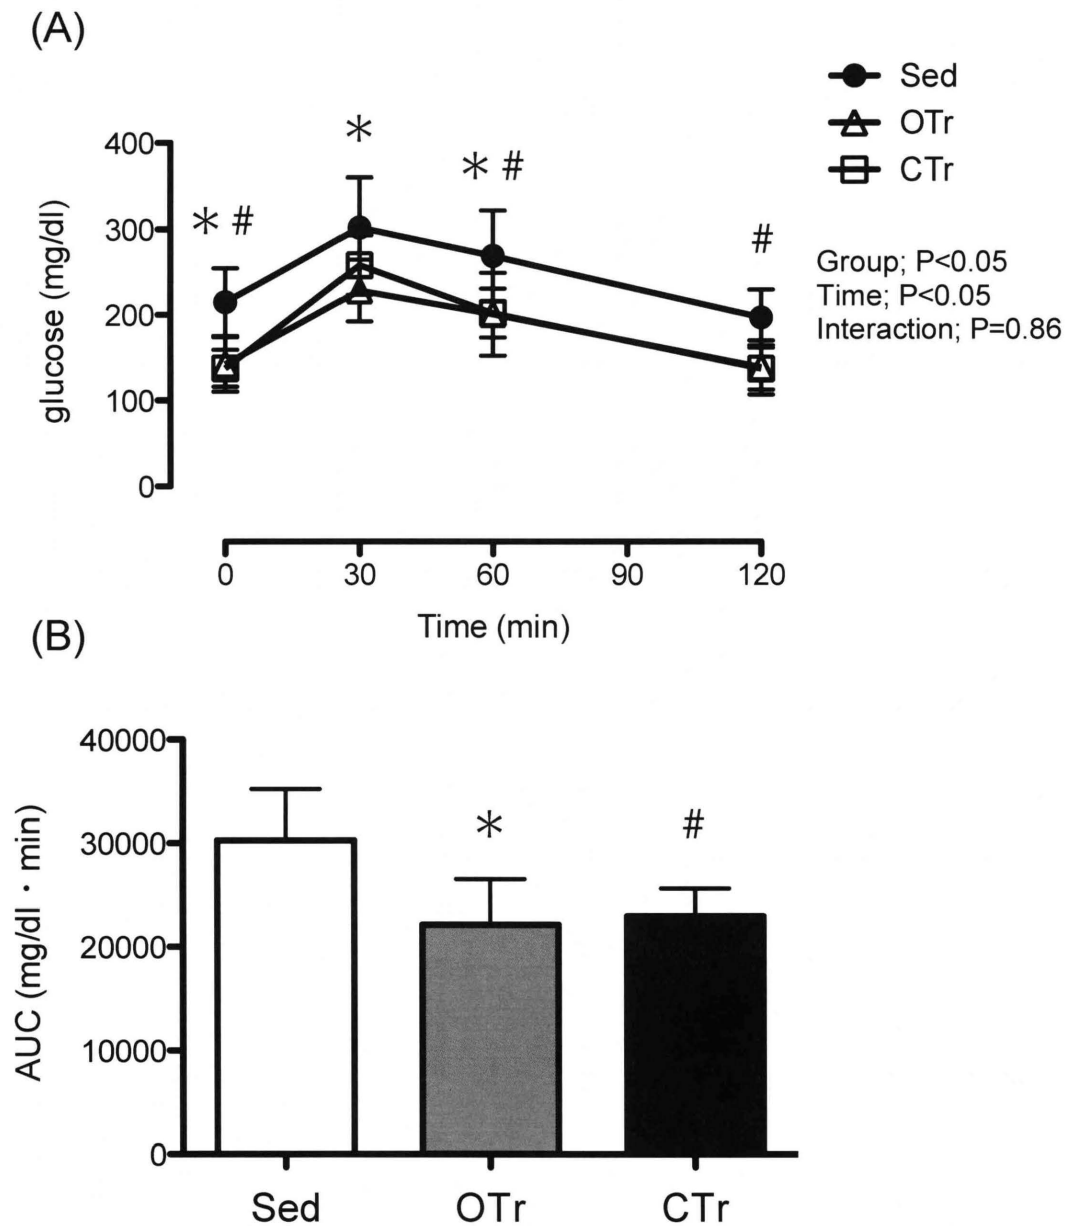 (A)
Sed
OTr
CTr
*
* #
* #
#
400
300
200
100
0
glucose (mg/dl)
Group; P<0.05
Time; P<0.05
Interaction; P=0.86
0 30 60 90 120
Time (min)
(B)
40000
30000
20000
10000
0
AUC (mg/dl・min)
* #
Sed OTr CTr